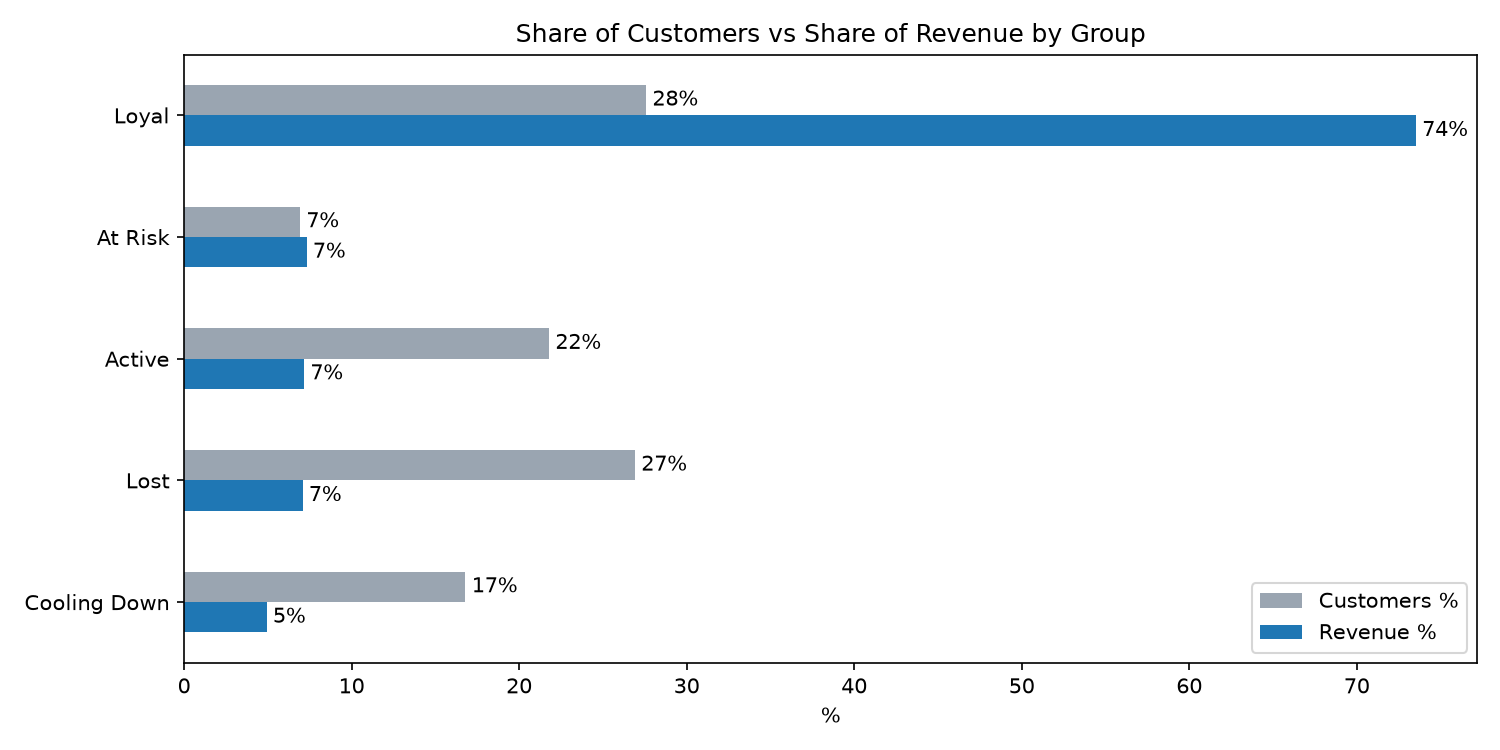 Share of Customers vs Share of Revenue by Group
Loyal
28%
74%
At Risk
7%
7%
Active
22%
7%
Lost
27%
7%
Cooling Down
17%
5%
Customers %
Revenue %
0 10 20 30 40 50 60 70
%